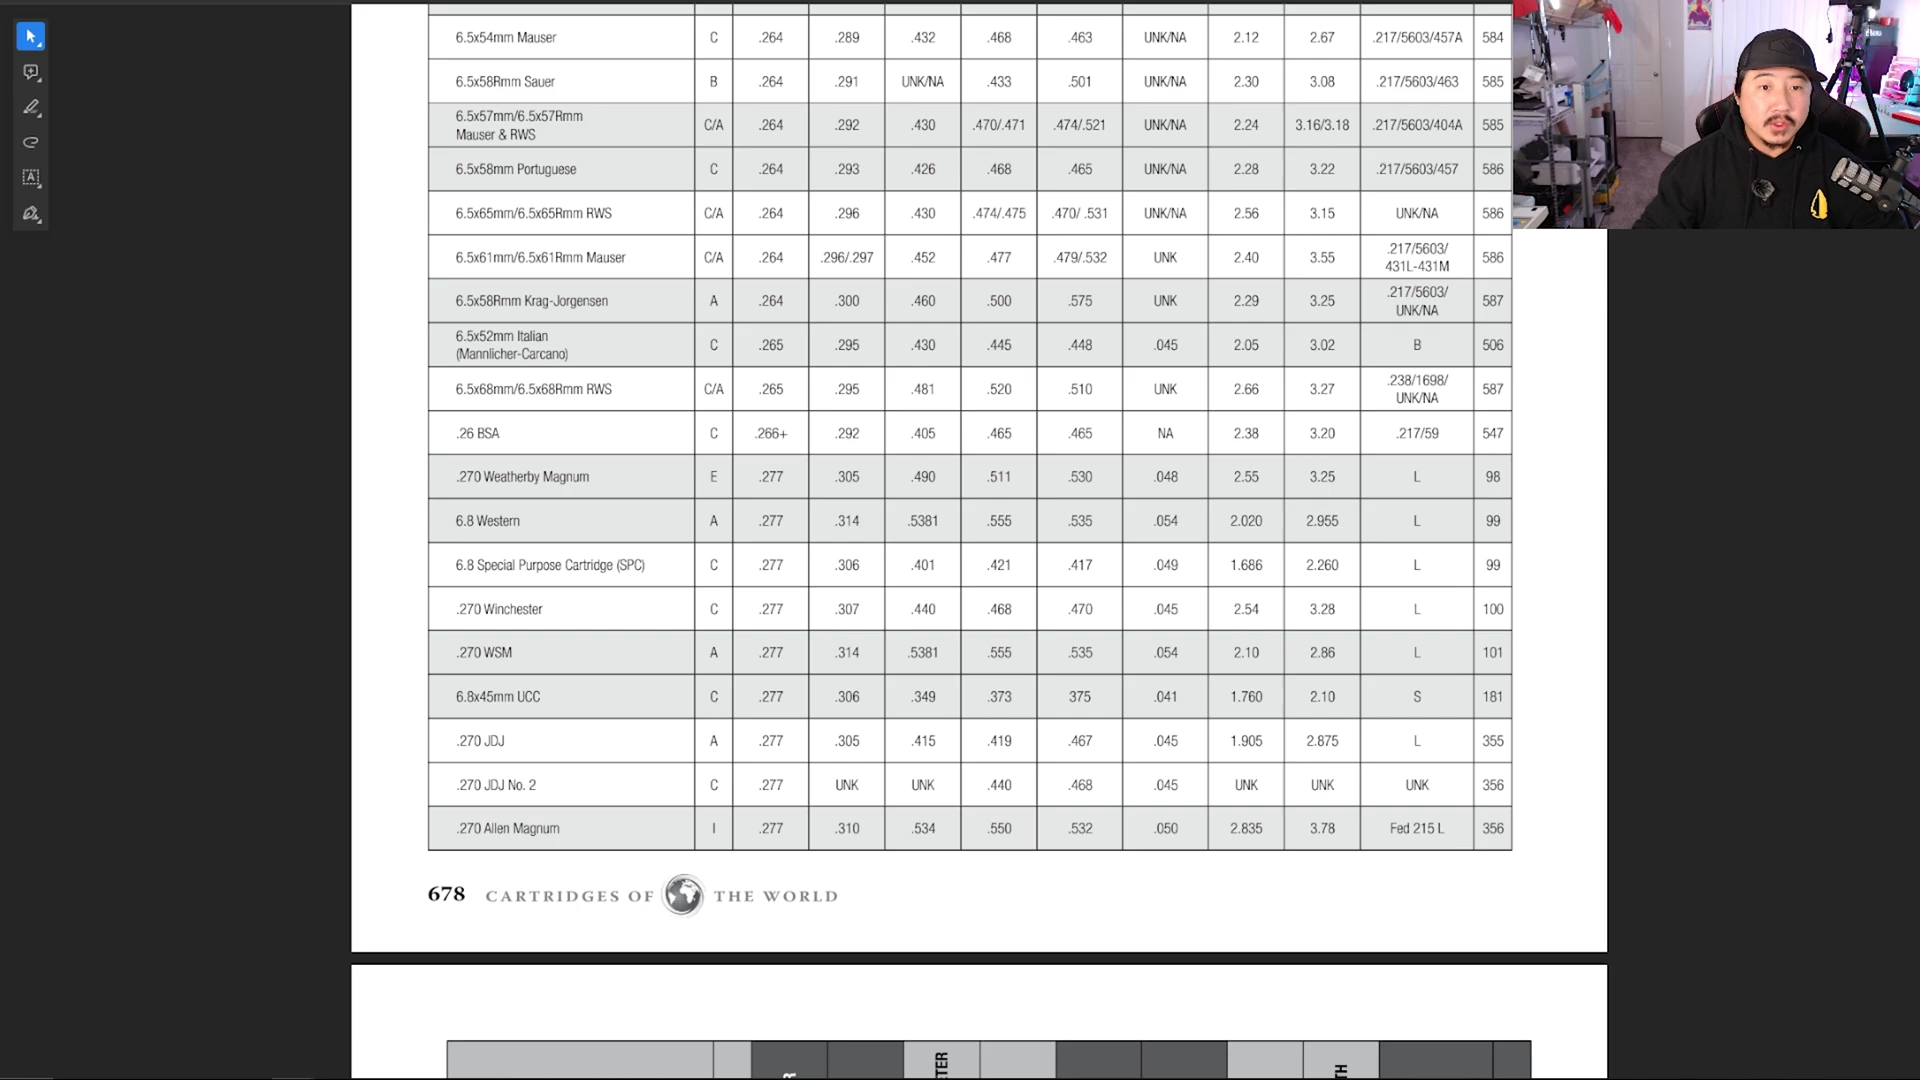 6.5x54mm Mauser C .264 .289 .432 .468 .463 UNK/NA 2.12 2.67 .217/5603/457A 584
6.5x58Rmm Sauer B .264 .291 UNK/NA .433 .501 UNK/NA 2.30 3.08 .217/5603/463 585
6.5x57mm/6.5x57Rmm
Mauser & RWS C/A .264 .292 .430 .470/.471 .474/.521 UNK/NA 2.24 3.16/3.18 .217/5603/404A 585
6.5x58mm Portuguese C .264 .293 .426 .468 .465 UNK/NA 2.28 3.22 .217/5603/457 586
6.5x65mm/6.5x65Rmm RWS C/A .264 .296 .430 .474/.475 .470/ .531 UNK/NA 2.56 3.15 UNK/NA 586
6.5x61mm/6.5x61Rmm Mauser C/A .264 .296/.297 .452 .477 .479/.532 UNK 2.40 3.55 .217/5603/
431L-431M 586
6.5x58Rmm Krag-Jorgensen A .264 .300 .460 .500 .575 UNK 2.29 3.25 .217/5603/
UNK/NA 587
6.5x52mm Italian
(Mannlicher-Carcano) C .265 .295 .430 .445 .448 .045 2.05 3.02 B 506
6.5x68mm/6.5x68Rmm RWS C/A .265 .295 .481 .520 .510 UNK 2.66 3.27 .238/1698/
UNK/NA 587
.26 BSA C .266+ .292 .405 .465 .465 NA 2.38 3.20 .217/59 547
.270 Weatherby Magnum E .277 .305 .490 .511 .530 .048 2.55 3.25 L 98
6.8 Western A .277 .314 .5381 .555 .535 .054 2.020 2.955 L 99
6.8 Special Purpose Cartridge (SPC) C .277 .306 .401 .421 .417 .049 1.686 2.260 L 99
.270 Winchester C .277 .307 .440 .468 .470 .045 2.54 3.28 L 100
.270 WSM A .277 .314 .5381 .555 .535 .054 2.10 2.86 L 101
6.8x45mm UCC C .277 .306 .349 .373 375 .041 1.760 2.10 S 181
.270 JDJ A .277 .305 .415 .419 .467 .045 1.905 2.875 L 355
.270 JDJ No. 2 C .277 UNK UNK .440 .468 .045 UNK UNK UNK 356
.270 Allen Magnum I .277 .310 .534 .550 .532 .050 2.835 3.78 Fed 215 L 356
678 CARTRIDGES OF THE WORLD